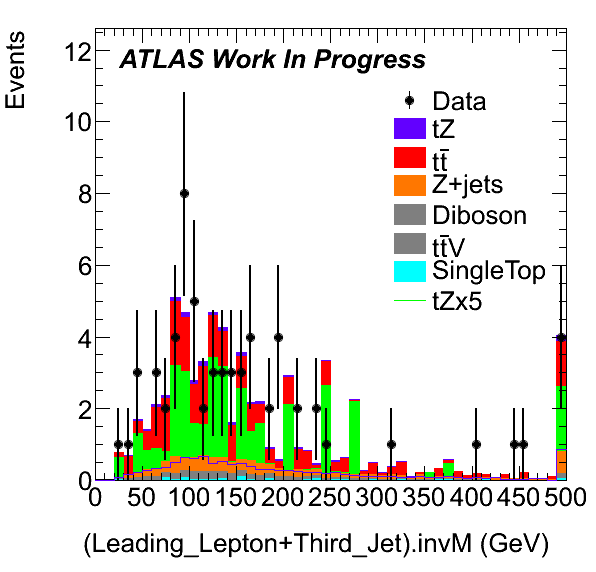 Events
12
10
8
6
4
2
0
ATLAS Work In Progress
Data
tZ
tt̄
Z+jets
Diboson
tt̄V
SingleTop
tZx5
0 50 100 150 200 250 300 350 400 450 500
(Leading_Lepton+Third_Jet).invM (GeV)